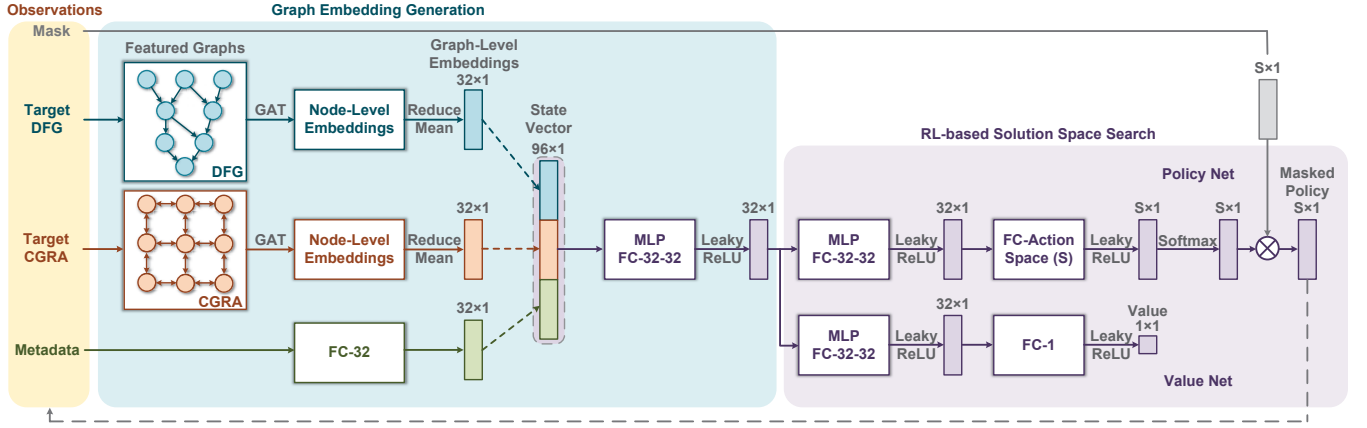 Observations
Graph Embedding Generation
Mask
Featured Graphs
Graph-Level
Embeddings
32×1
Target
DFG
DFG
GAT
Node-Level
Embeddings
Reduce
Mean
State
Vector
96×1
Target
CGRA
CGRA
GAT
Node-Level
Embeddings
Reduce
Mean
32×1
Metadata
FC-32
32×1
MLP
FC-32-32
Leaky
ReLU
32×1
RL-based Solution Space Search
Policy Net
MLP
FC-32-32
Leaky
ReLU
32×1
FC-Action
Space (S)
Leaky
ReLU
S×1
Softmax
S×1
S×1
Masked
Policy
S×1
MLP
FC-32-32
Leaky
ReLU
32×1
FC-1
Leaky
ReLU
Value
1×1
Value Net